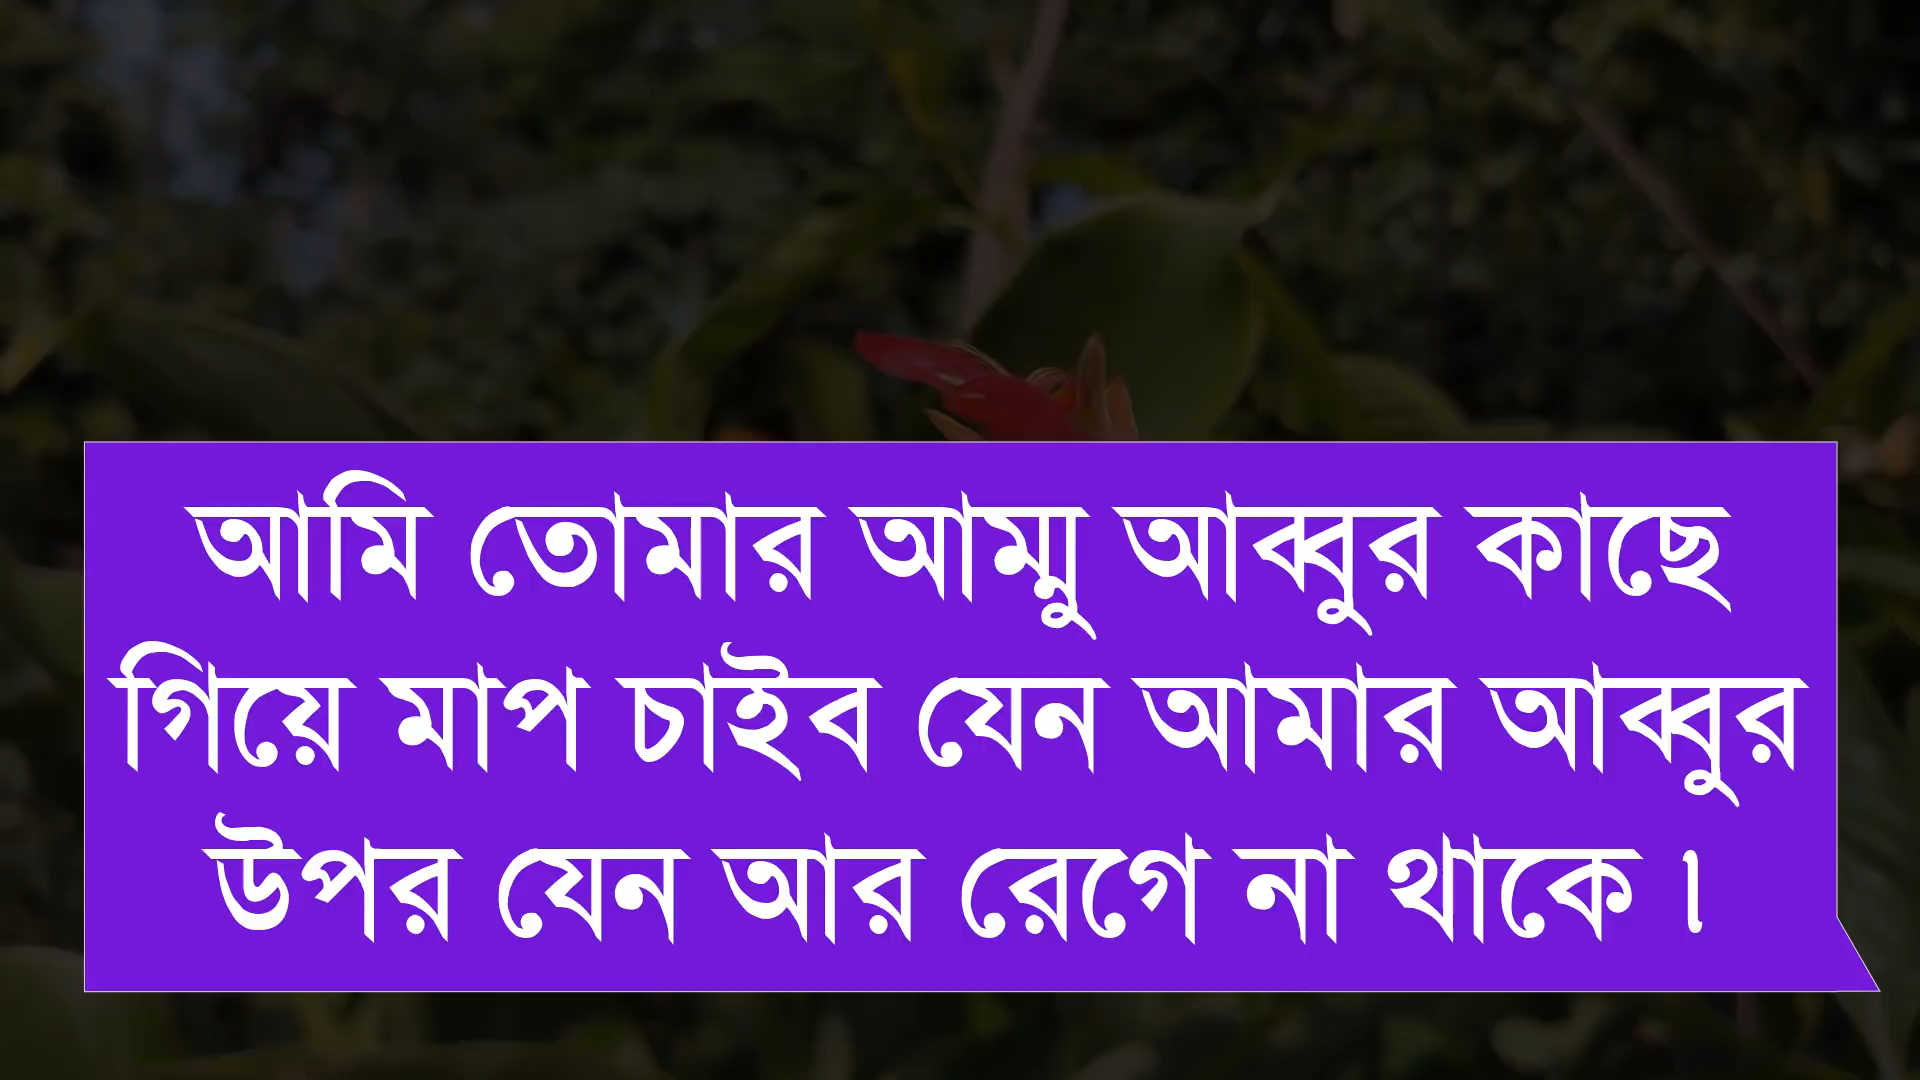 আমি তোমার আম্মু আব্বুর কাছে
গিয়ে মাপ চাইব যেন আমার আব্বুর
উপর যেন আর রেগে না থাকে ।